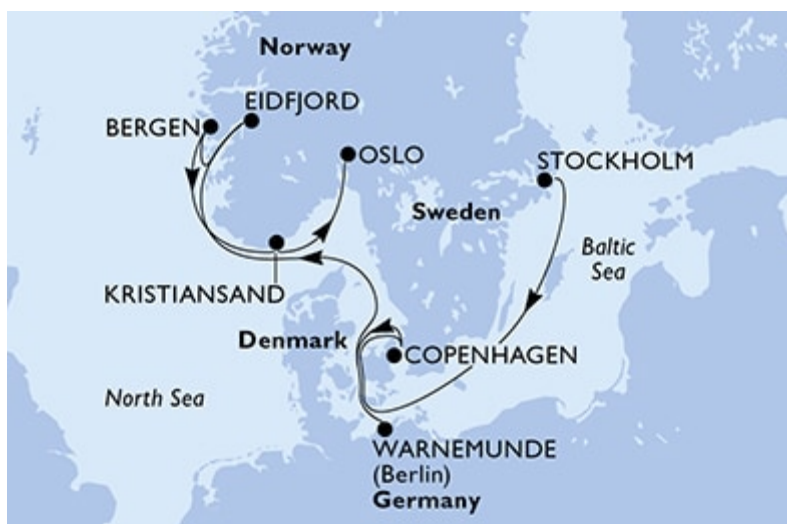 Norway
EIDFJORD
BERGEN
OSLO
STOCKHOLM
Sweden
Baltic
Sea
KRISTIANSAND
Denmark
COPENHAGEN
North Sea
WARNEMUNDE
(Berlin)
Germany